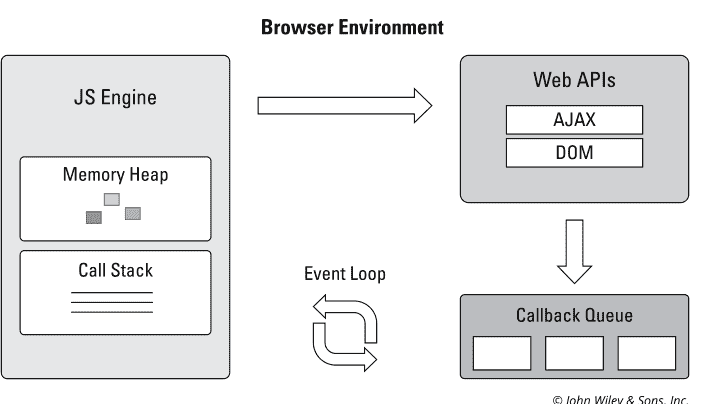 Browser Environment
JS Engine
Memory Heap
Call Stack
Event Loop
Web APIs
AJAX
DOM
Callback Queue
© John Wiley & Sons, Inc.